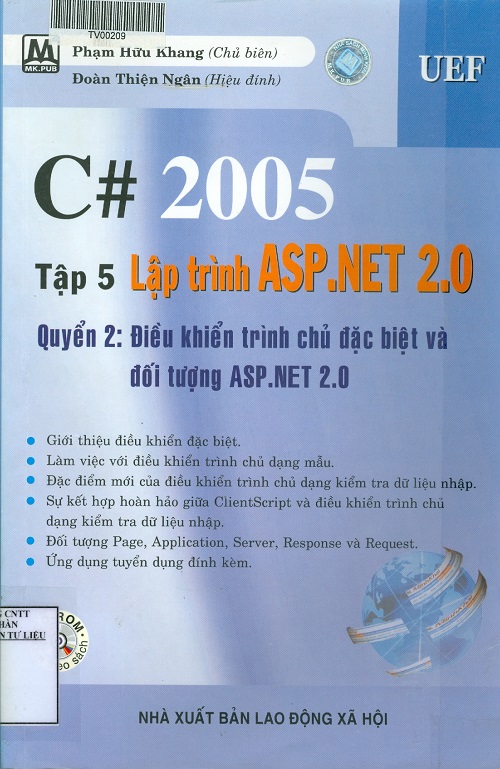 TV00209
MK.PUB
Phạm Hữu Khang (Chủ biên)
Đoàn Thiện Ngân (Hiệu đính)
UEF
C# 2005
Tập 5 Lập trình ASP.NET 2.0
Quyển 2: Điều khiển trình chủ đặc biệt và
đối tượng ASP.NET 2.0
Giới thiệu điều khiển đặc biệt.
Làm việc với điều khiển trình chủ dạng mẫu.
Đặc điểm mới của điều khiển trình chủ dạng kiểm tra dữ liệu nhập.
Sự kết hợp hoàn hảo giữa ClientScript và điều khiển trình chủ
dạng kiểm tra dữ liệu nhập.
Đối tượng Page, Application, Server, Response và Request.
Ứng dụng tuyển dụng đính kèm.
CNTT
HÀN
N TƯ LIỆU
ROM
eo sách
NHÀ XUẤT BẢN LAO ĐỘNG XÃ HỘI